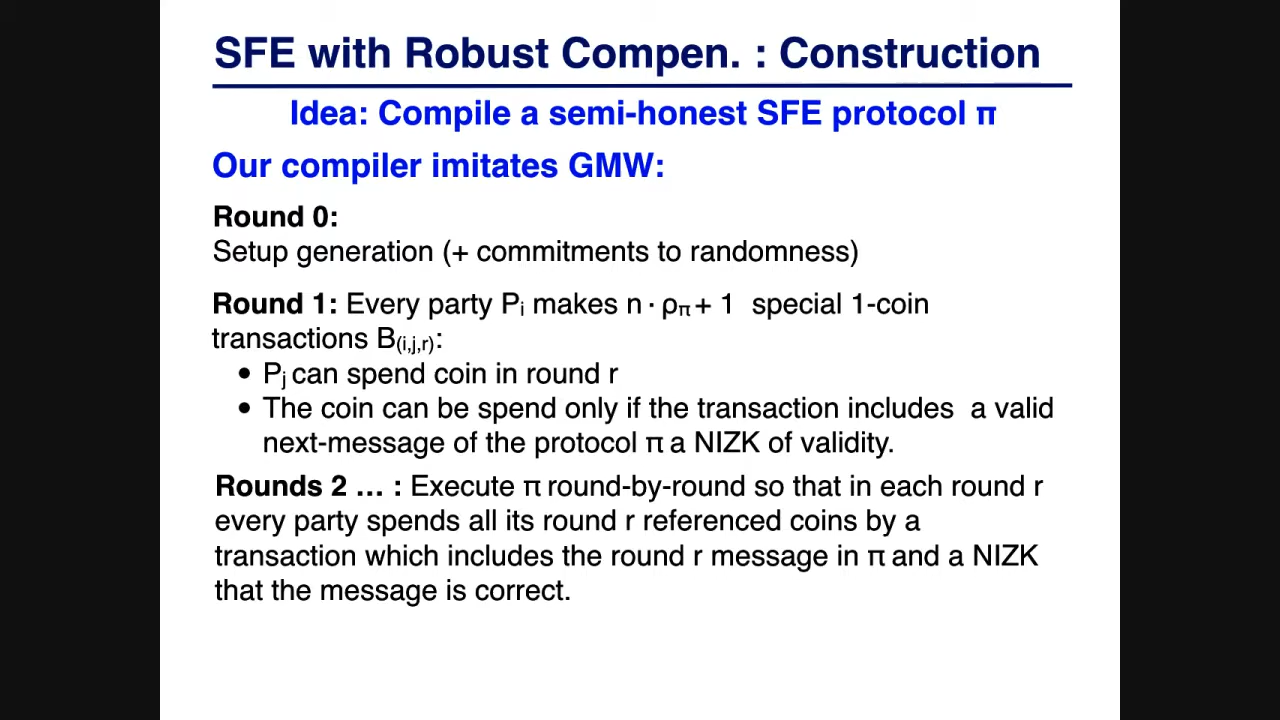 SFE with Robust Compen. : Construction
Idea: Compile a semi-honest SFE protocol π
Our compiler imitates GMW:
Round 0:
Setup generation (+ commitments to randomness)
Round 1: Every party Pᵢ makes n · ρπ + 1 special 1-coin
transactions B(i,j,r):
• Pⱼ can spend coin in round r
• The coin can be spend only if the transaction includes a valid
next-message of the protocol π a NIZK of validity.
Rounds 2 ... : Execute π round-by-round so that in each round r
every party spends all its round r referenced coins by a
transaction which includes the round r message in π and a NIZK
that the message is correct.